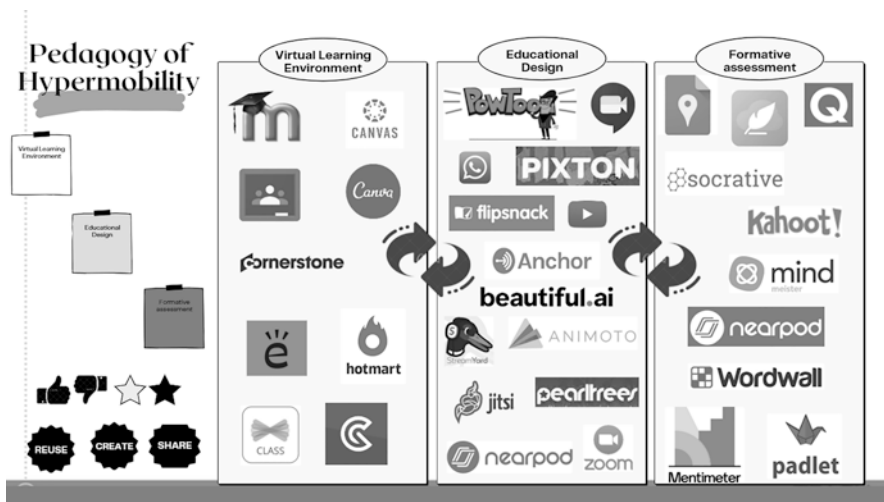 Pedagogy of
Hypermobility
Virtual Learning
Environment
Educational
Design
Formative
assessment
REUSE
CREATE
SHARE
Virtual Learning
Environment
m
CANVAS
Canva
cornerstone
ë
hotmart
CLASS
Educational
Design
POWTOON
PIXTON
flipsnack
Anchor
beautiful.ai
StreamYard
ANIMOTO
jitsi
pearltrees
nearpod
zoom
Formative
assessment
Q
socrative
Kahoot!
mind
meister
nearpod
Wordwall
Mentimeter
padlet